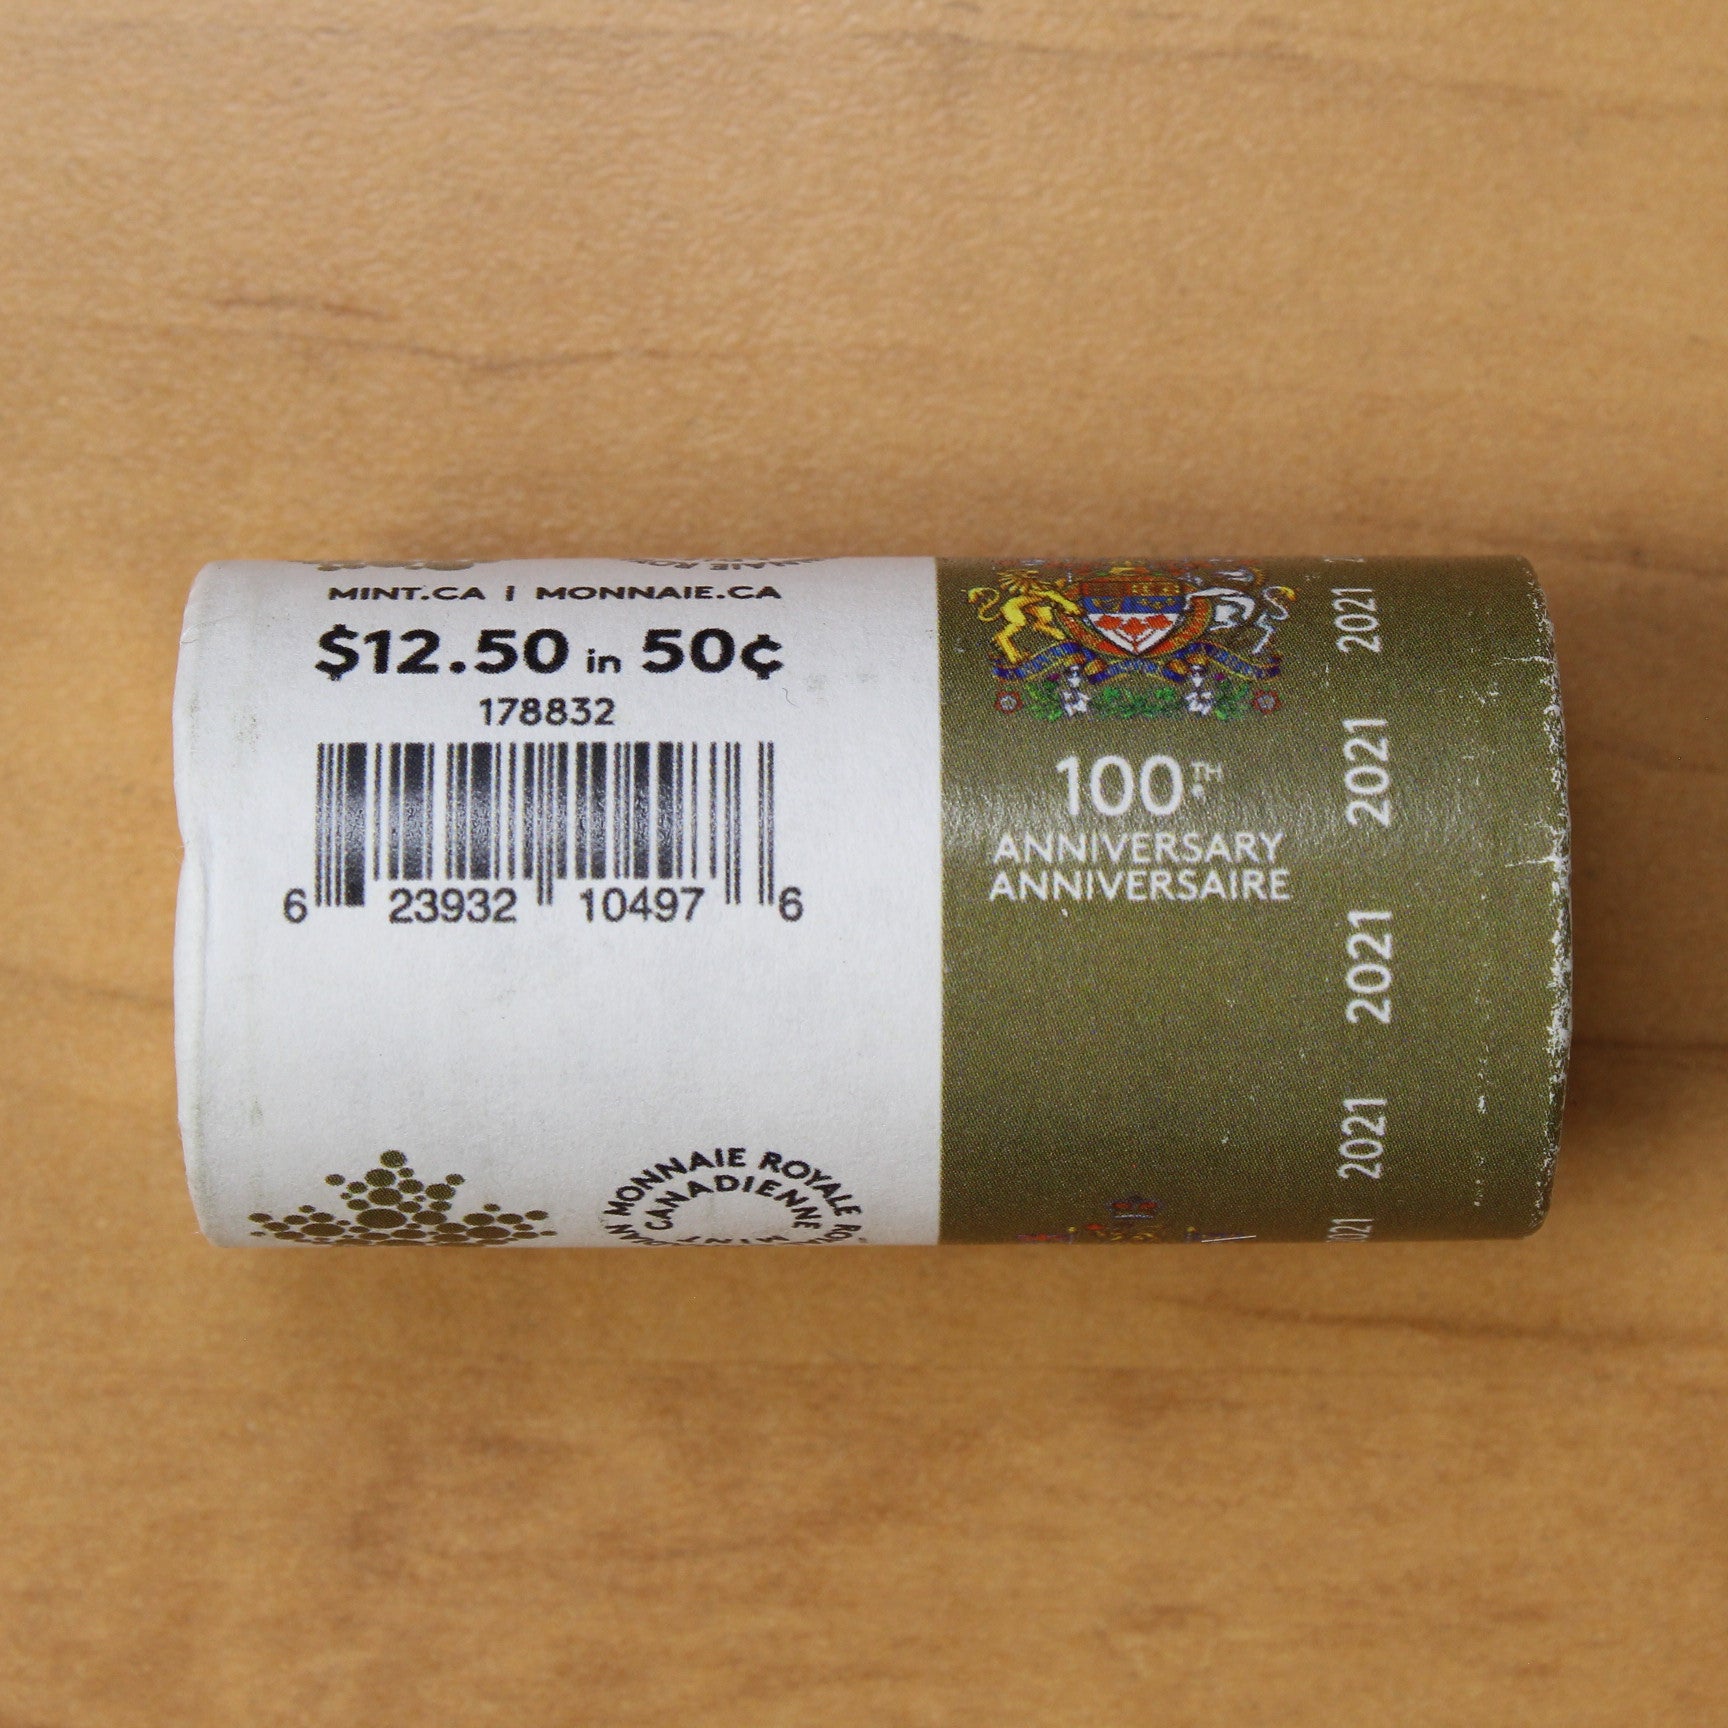 MINT.CA | MONNAIE.CA
$12.50 in 50¢
178832
6 23932 10497 6
MONNAIE ROYALE
CANADIENNE
100TH e
ANNIVERSARY
ANNIVERSAIRE
2021
2021
2021
2021
2021